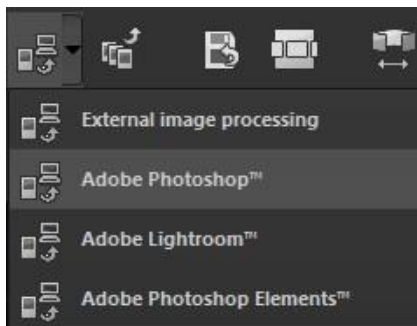 External image processing
Adobe Photoshop™
Adobe Lightroom™
Adobe Photoshop Elements™